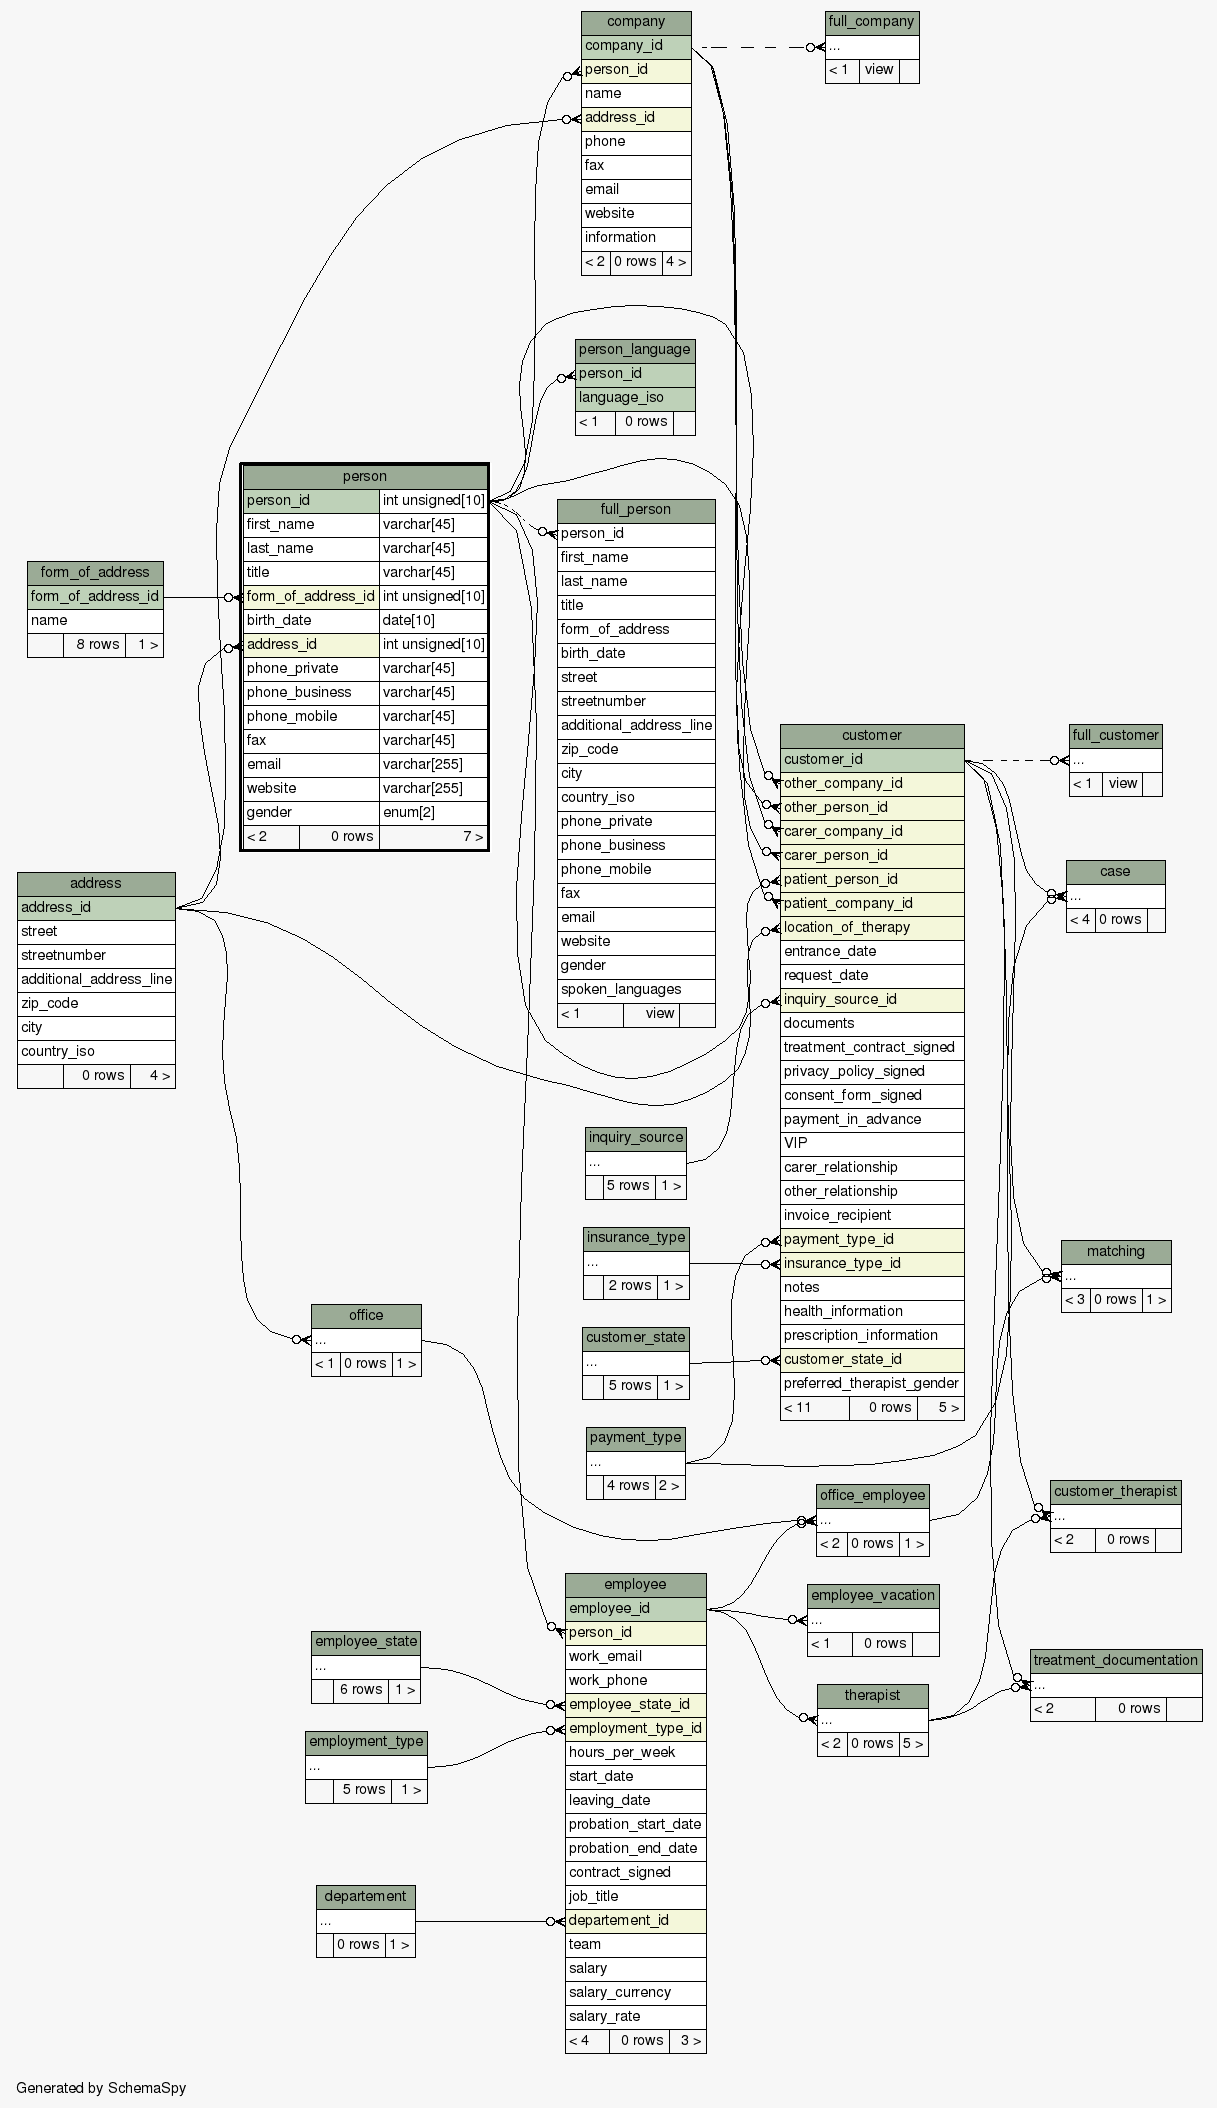 company
company_id
person_id
name
address_id
phone
fax
email
website
information
< 2 0 rows 4 >
full_company
...
< 1 view
person_language
person_id
language_iso
< 1 0 rows
person
person_id int unsigned[10]
first_name varchar[45]
last_name varchar[45]
title varchar[45]
form_of_address_id int unsigned[10]
birth_date date[10]
address_id int unsigned[10]
phone_private varchar[45]
phone_business varchar[45]
phone_mobile varchar[45]
fax varchar[45]
email varchar[255]
website varchar[255]
gender enum[2]
< 2 0 rows 7 >
full_person
person_id
first_name
last_name
title
form_of_address
birth_date
street
streetnumber
additional_address_line
zip_code
city
country_iso
phone_private
phone_business
phone_mobile
fax
email
website
gender
spoken_languages
< 1 view
form_of_address
form_of_address_id
name
8 rows 1 >
customer
customer_id
other_company_id
other_person_id
carer_company_id
carer_person_id
patient_person_id
patient_company_id
location_of_therapy
entrance_date
request_date
inquiry_source_id
documents
treatment_contract_signed
privacy_policy_signed
consent_form_signed
payment_in_advance
VIP
carer_relationship
other_relationship
invoice_recipient
payment_type_id
insurance_type_id
notes
health_information
prescription_information
customer_state_id
preferred_therapist_gender
< 11 0 rows 5 >
full_customer
...
< 1 view
case
...
< 4 0 rows
address
address_id
street
streetnumber
additional_address_line
zip_code
city
country_iso
0 rows 4 >
inquiry_source
...
5 rows 1 >
insurance_type
...
2 rows 1 >
matching
...
< 3 0 rows 1 >
office
...
< 1 0 rows 1 >
customer_state
...
5 rows 1 >
payment_type
...
4 rows 2 >
office_employee
...
< 2 0 rows 1 >
customer_therapist
...
< 2 0 rows
employee
employee_id
person_id
work_email
work_phone
employee_state_id
employment_type_id
hours_per_week
start_date
leaving_date
probation_start_date
probation_end_date
contract_signed
job_title
departement_id
team
salary
salary_currency
salary_rate
< 4 0 rows 3 >
employee_vacation
...
< 1 0 rows
employee_state
...
6 rows 1 >
treatment_documentation
...
< 2 0 rows
therapist
...
< 2 0 rows 5 >
employment_type
...
5 rows 1 >
departement
...
0 rows 1 >
Generated by SchemaSpy